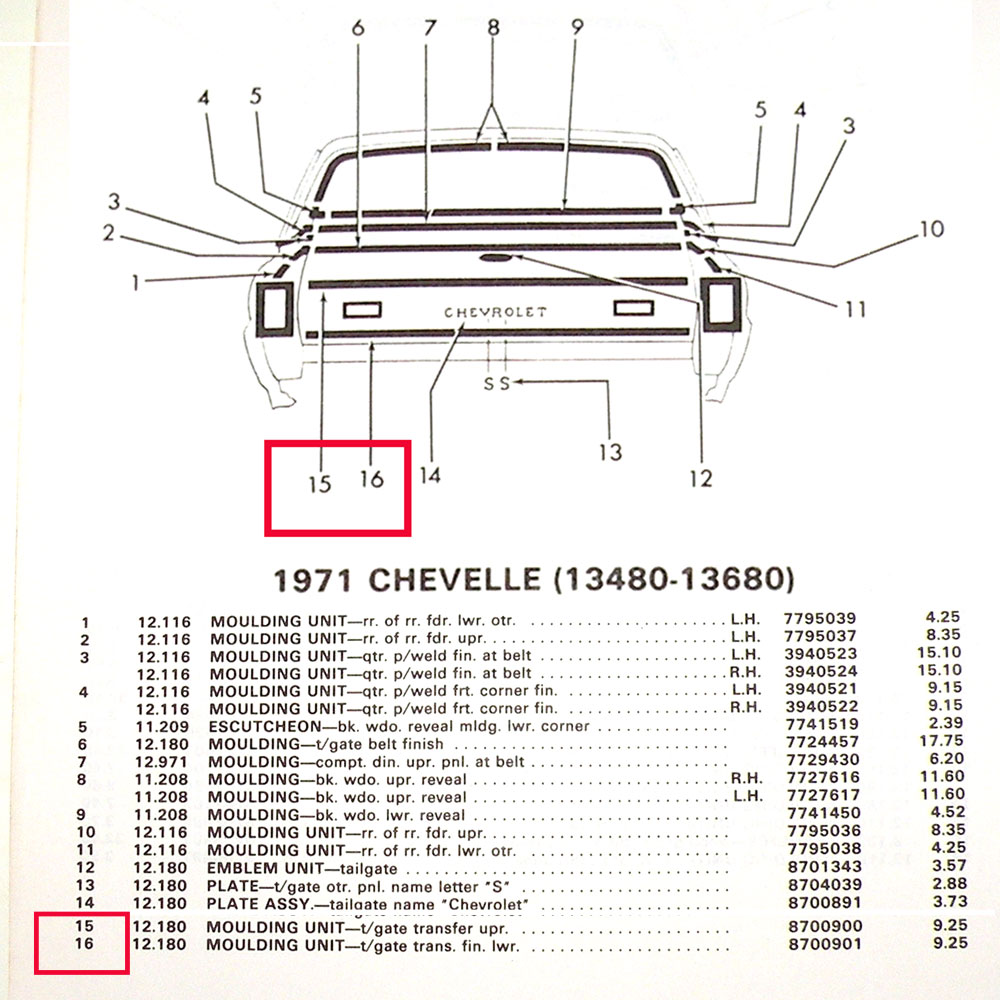 6 7 8 9
4 5 5 4 3
5
4
3 6 7 9
2 10
1 11
CHEVROLET
S S
13
15 16 14 12
1971 CHEVELLE (13480-13680)
1 12.116 MOULDING UNIT—rr. of rr. fdr. lwr. otr. . . . . . . . . . . . . . . . . . . . . . . L.H. 7795039 4.25
2 12.116 MOULDING UNIT—rr. of rr. fdr. upr. . . . . . . . . . . . . . . . . . . . . . . . . L.H. 7795037 8.35
3 12.116 MOULDING UNIT—qtr. p/weld fin. at belt . . . . . . . . . . . . . . . . . . . . L.H. 3940523 15.10
12.116 MOULDING UNIT—qtr. p/weld fin. at belt . . . . . . . . . . . . . . . . . . . . R.H. 3940524 15.10
4 12.116 MOULDING UNIT—qtr. p/weld frt. corner fin. . . . . . . . . . . . . . . . . . . L.H. 3940521 9.15
12.116 MOULDING UNIT—qtr. p/weld frt. corner fin. . . . . . . . . . . . . . . . . . . R.H. 3940522 9.15
5 11.209 ESCUTCHEON—bk. wdo. reveal mldg. lwr. corner . . . . . . . . . . . . . . . 7741519 2.39
6 12.180 MOULDING—t/gate belt finish . . . . . . . . . . . . . . . . . . . . . . . . . . . . . 7724457 17.75
7 12.971 MOULDING—compt. din. upr. pnl. at belt . . . . . . . . . . . . . . . . . . . . . 7729430 6.20
8 11.208 MOULDING—bk. wdo. upr. reveal . . . . . . . . . . . . . . . . . . . . . . . . . . . R.H. 7727616 11.60
11.208 MOULDING—bk. wdo. upr. reveal . . . . . . . . . . . . . . . . . . . . . . . . . . . L.H. 7727617 11.60
9 11.208 MOULDING—bk. wdo. lwr. reveal . . . . . . . . . . . . . . . . . . . . . . . . . . . 7741450 4.52
10 12.116 MOULDING UNIT—rr. of rr. fdr. upr. . . . . . . . . . . . . . . . . . . . . . . . . . 7795036 8.35
11 12.116 MOULDING UNIT—rr. of rr. fdr. lwr. otr. . . . . . . . . . . . . . . . . . . . . . . 7795038 4.25
12 12.180 EMBLEM UNIT—tailgate . . . . . . . . . . . . . . . . . . . . . . . . . . . . . . . . . 8701343 3.57
13 12.180 PLATE—t/gate otr. pnl. name letter "S" . . . . . . . . . . . . . . . . . . . . . . 8704039 2.88
14 12.180 PLATE ASSY.—tailgate name "Chevrolet" . . . . . . . . . . . . . . . . . . . . 8700891 3.73
15 12.180 MOULDING UNIT—t/gate transfer upr. . . . . . . . . . . . . . . . . . . . . . . . 8700900 9.25
16 12.180 MOULDING UNIT—t/gate trans. fin. lwr. . . . . . . . . . . . . . . . . . . . . . . 8700901 9.25